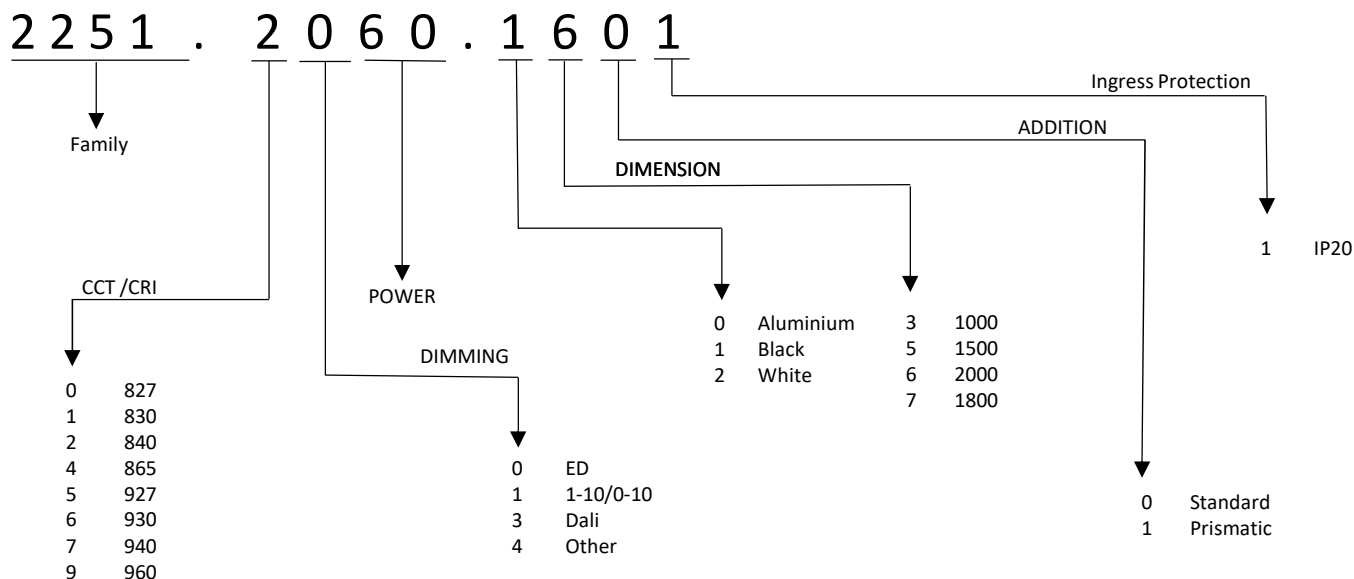 2251.2060.1601
Ingress Protection
ADDITION
Family
DIMENSION
1 IP20
CCT /CRI
POWER
0 Aluminium
1 Black
2 White
3 1000
5 1500
6 2000
7 1800
DIMMING
0 827
1 830
2 840
4 865
5 927
6 930
7 940
9 960
0 ED
1 1-10/0-10
3 Dali
4 Other
0 Standard
1 Prismatic